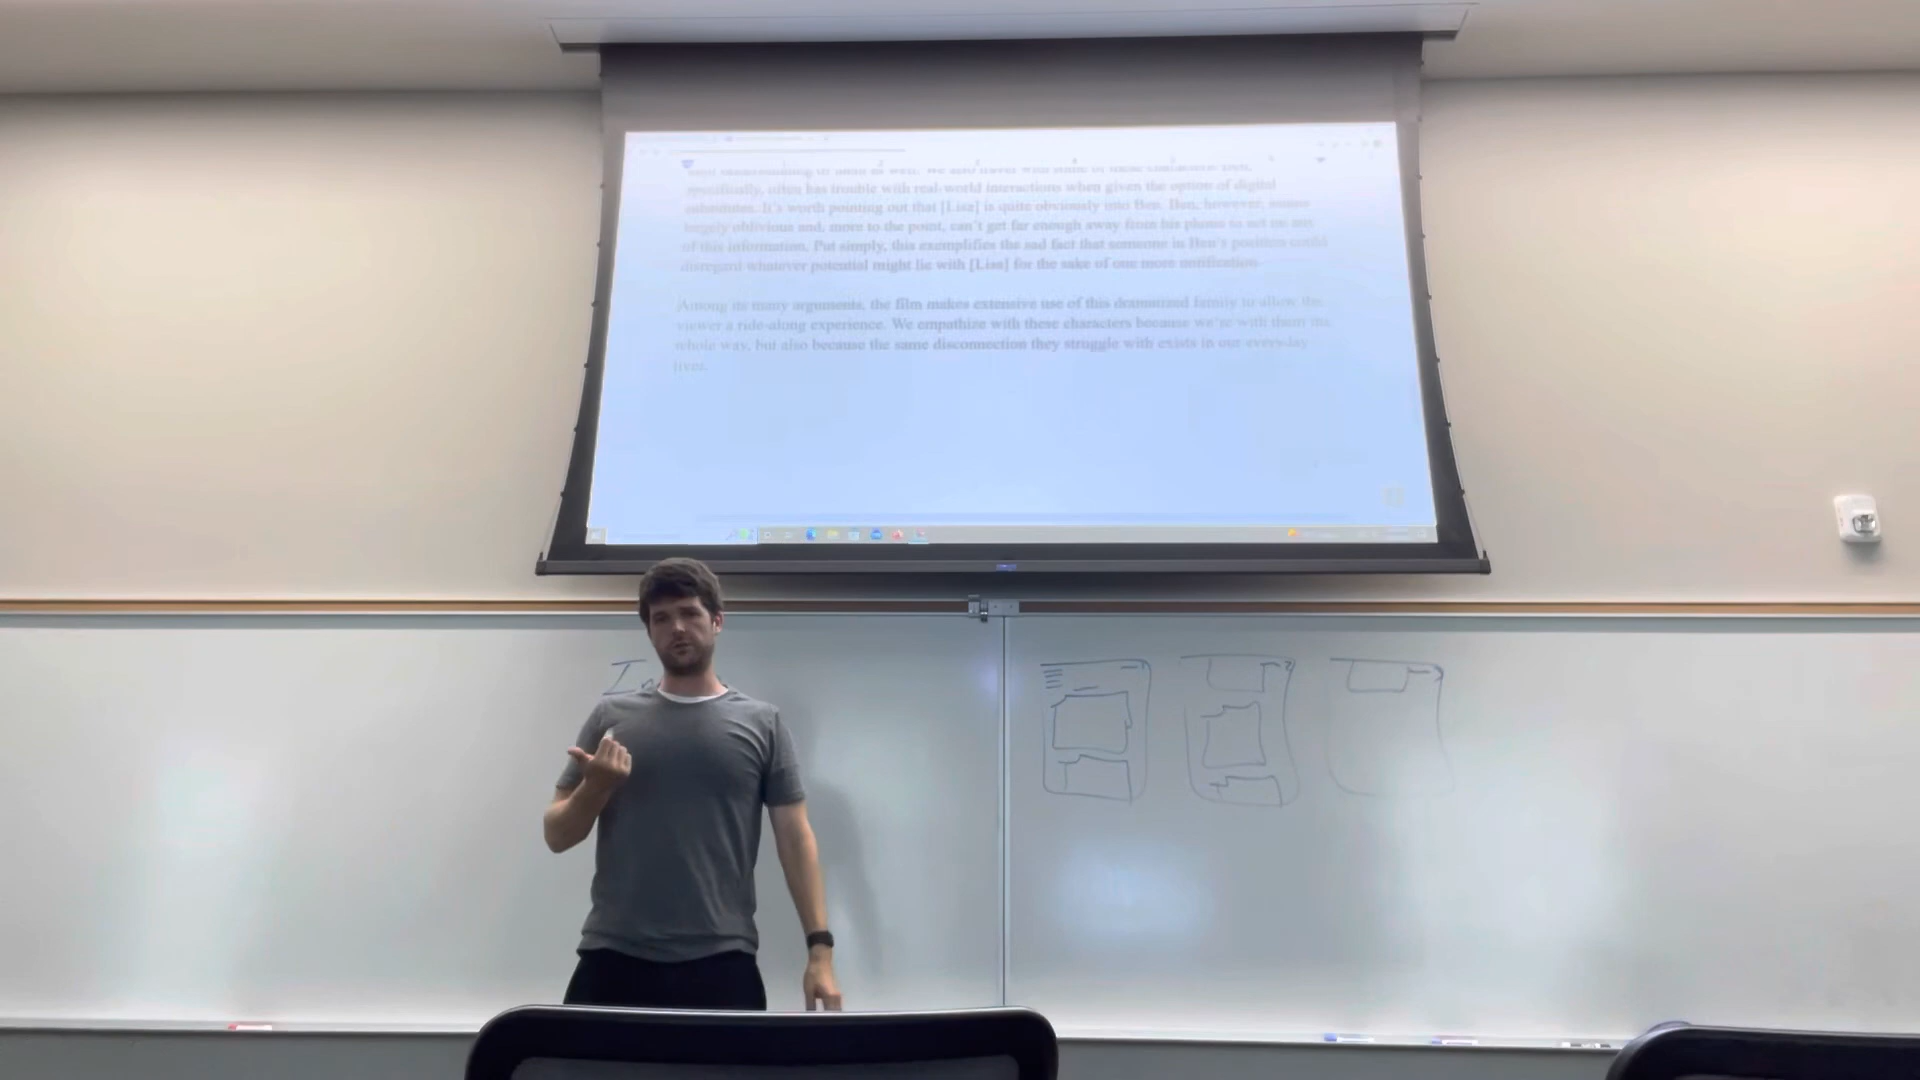 specifically, often has trouble with real-world interactions when given the option of digital
substitutes. It's worth pointing out that [Lisa] is quite obviously into Ben. Ben, however, seems
largely oblivious and, more to the point, can't get far enough away from his phone to act on any
of this information. Put simply, this exemplifies the sad fact that someone in Ben's position could
disregard whatever potential might lie with [Lisa] for the sake of one more notification.
Among its many arguments, the film makes extensive use of this dramatized family to allow the
viewer a ride-along experience. We empathize with these characters because we're with them the
whole way, but also because the same disconnection they struggle with exists in our everyday
lives.